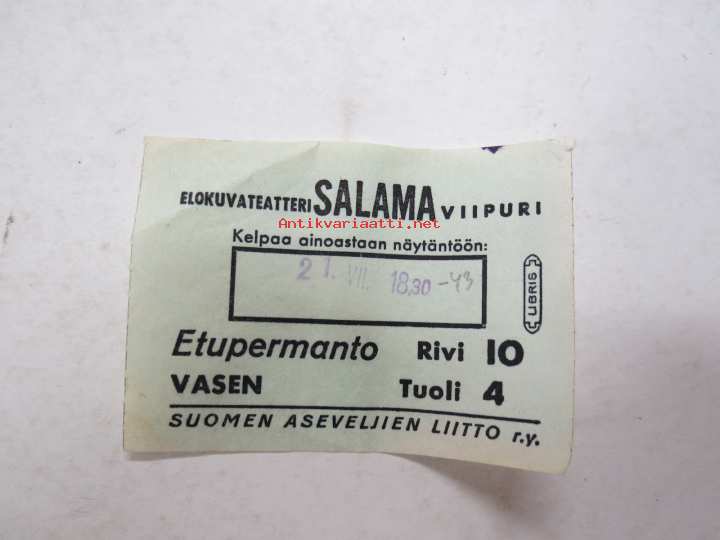 ELOKUVATEATTERI SALAMA VIIPURI
Antikvariaatti.net
Kelpaa ainoastaan näytäntöön:
21. VII. 18,30 -43
LIBRIS
Etupermanto Rivi 10
VASEN Tuoli 4
SUOMEN ASEVELJIEN LIITTO r.y.